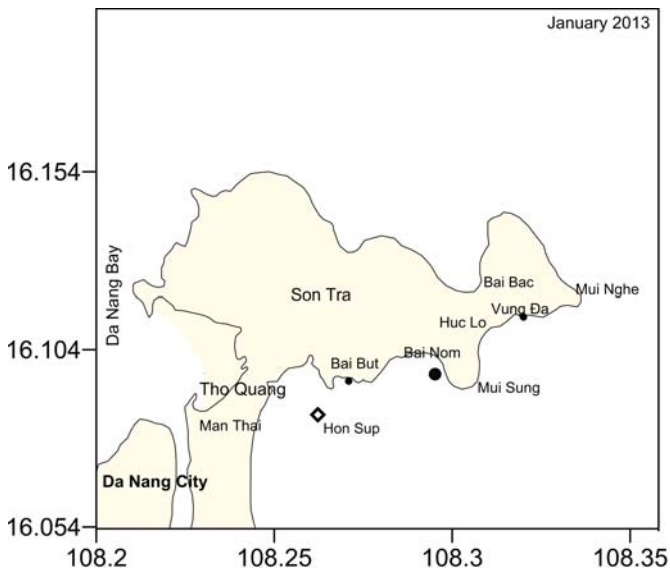 January 2013
16.154
Da Nang Bay
Bai Bac
Mui Nghe
Son Tra
Vung Đa
Huc Lo
16.104
Bai But
Bai Nom
Tho Quang
Mui Sung
Man Thai
Hon Sup
Da Nang City
16.054
108.2
108.25
108.3
108.35